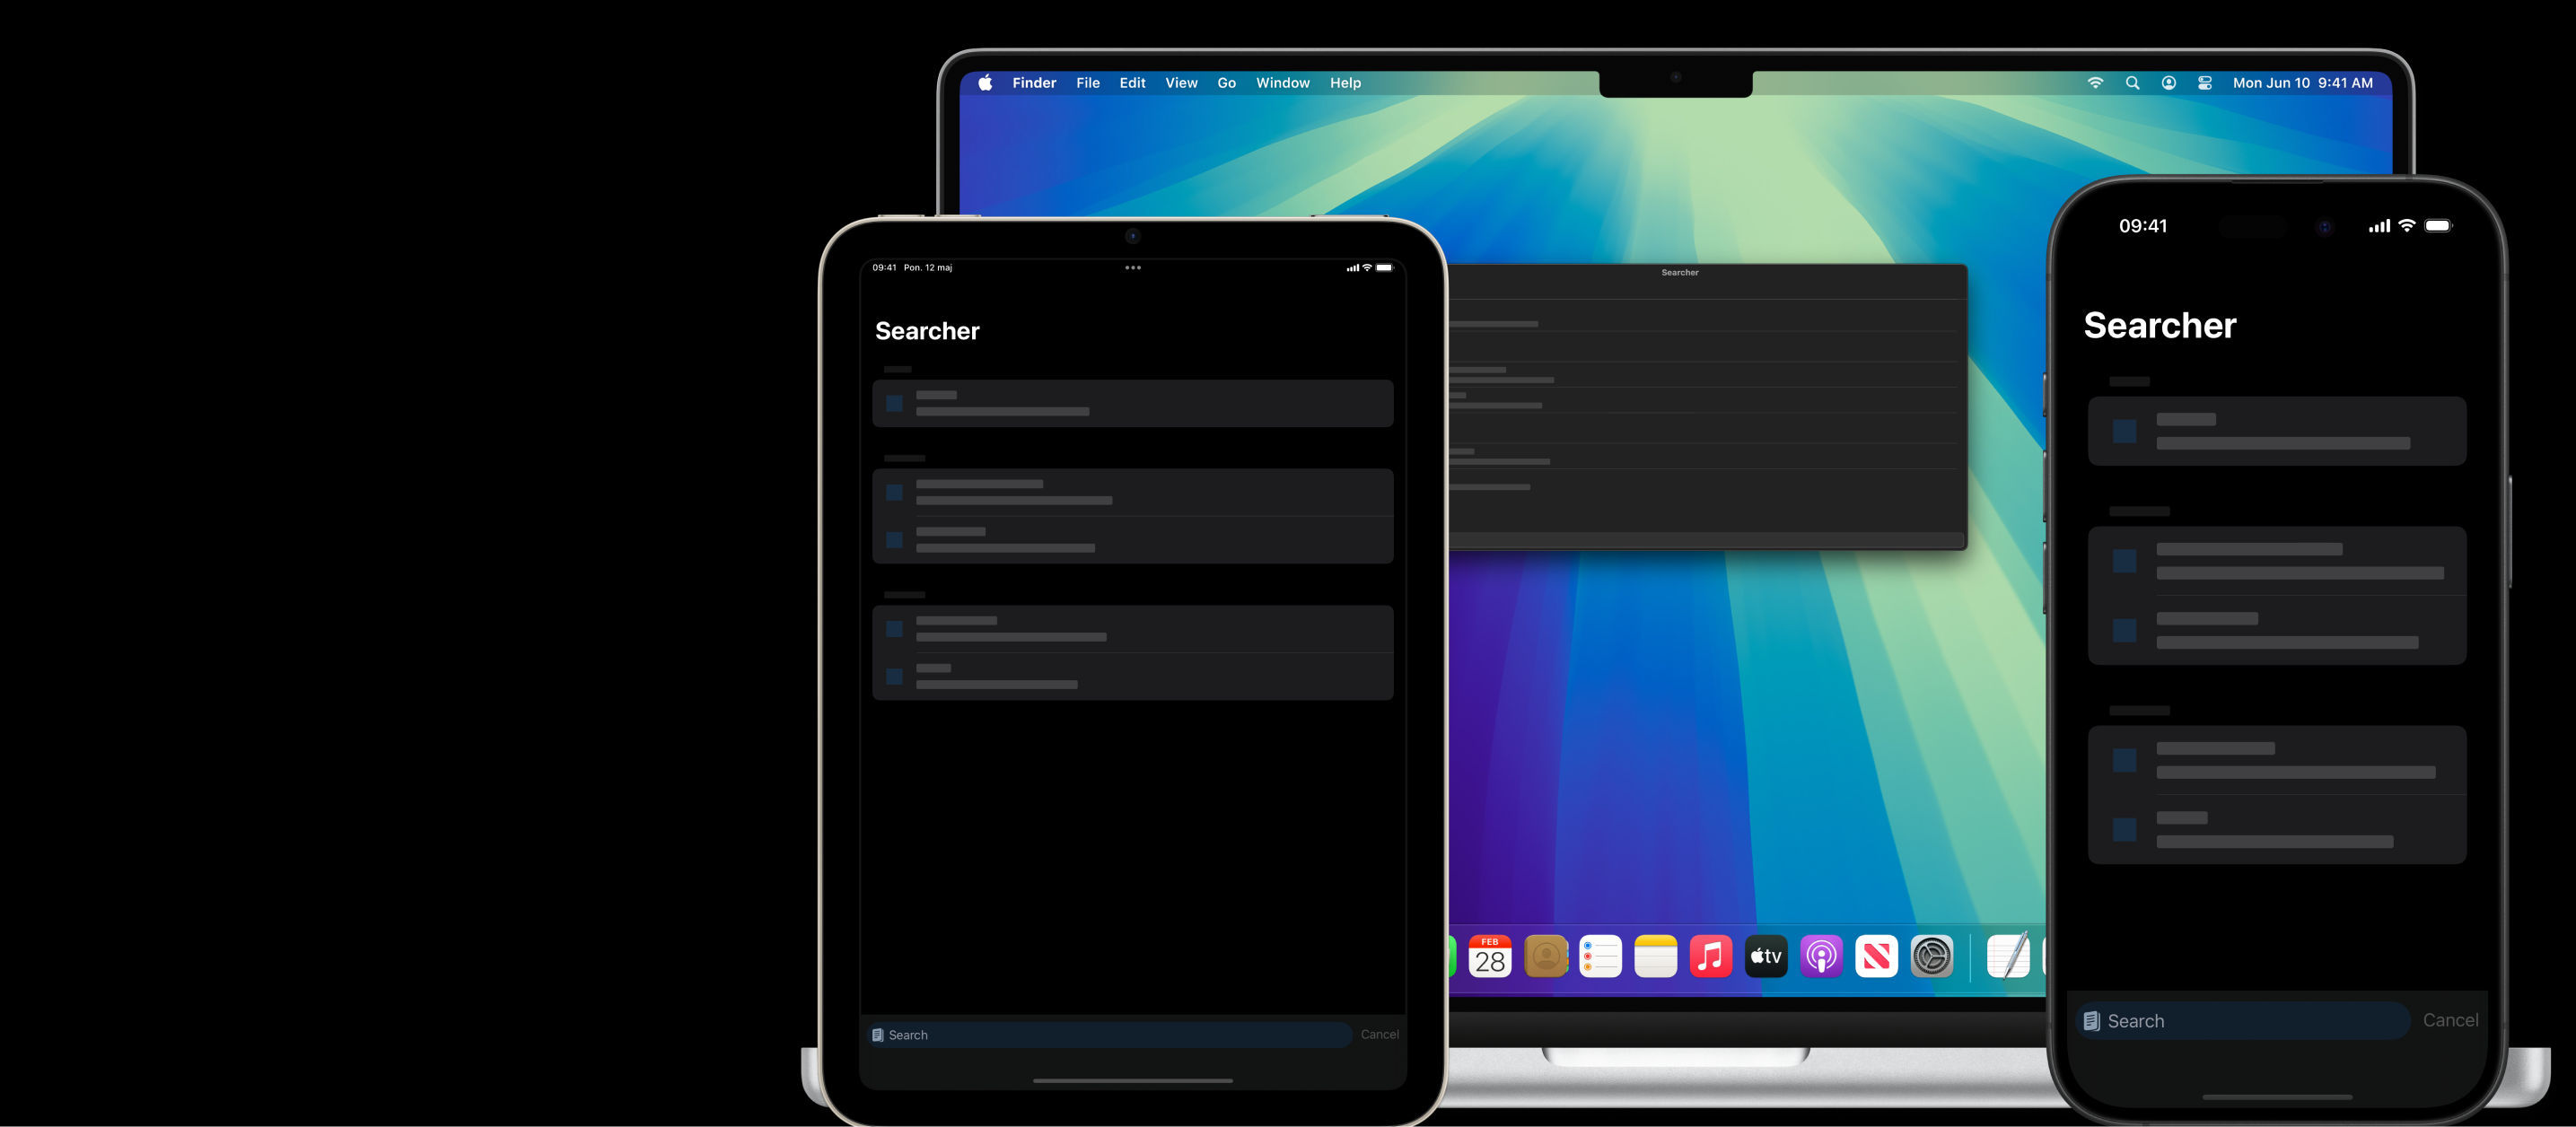 Finder File Edit View Go Window Help
Mon Jun 10 9:41 AM
09:41 Pon. 12 maj
Searcher
Search
Cancel
Searcher
FEB
28
tv
09:41
Searcher
Search
Cancel